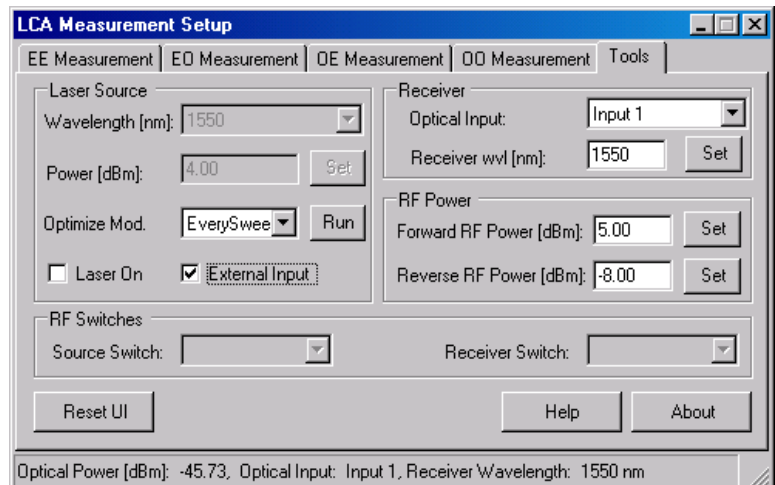 LCA Measurement Setup
EE Measurement EO Measurement OE Measurement OO Measurement Tools
Laser Source
Wavelength [nm]: 1550
Power [dBm]: 4.00 Set
Optimize Mod. EverySwee Run
Laser On External Input
Receiver
Optical Input: Input 1
Receiver wvl [nm]: 1550 Set
RF Power
Forward RF Power [dBm]: 5.00 Set
Reverse RF Power [dBm]: -8.00 Set
RF Switches
Source Switch: Receiver Switch:
Reset UI Help About
Optical Power [dBm]: -45.73, Optical Input: Input 1, Receiver Wavelength: 1550 nm